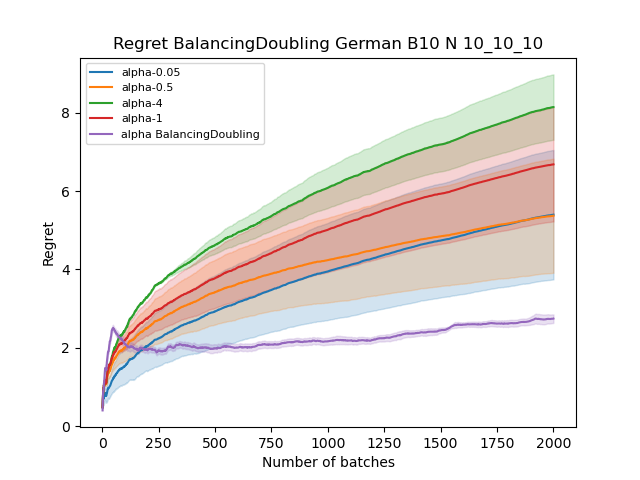 Regret BalancingDoubling German B10 N 10_10_10
alpha-0.05
alpha-0.5
alpha-4
alpha-1
alpha BalancingDoubling
Regret
8
6
4
2
0
0 250 500 750 1000 1250 1500 1750 2000
Number of batches